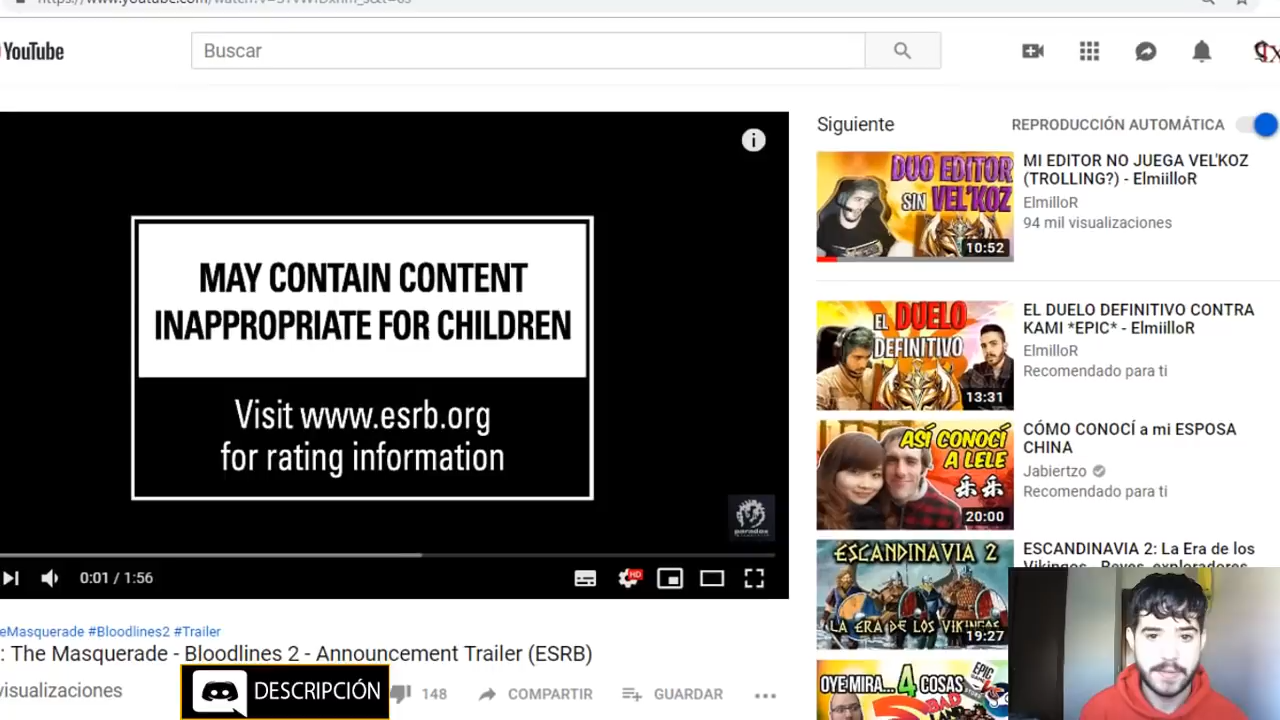 YouTube
Buscar
MAY CONTAIN CONTENT
INAPPROPRIATE FOR CHILDREN
Visit www.esrb.org
for rating information
0:01 / 1:56
HD
eMasquerade #Bloodlines2 #Trailer
: The Masquerade - Bloodlines 2 - Announcement Trailer (ESRB)
visualizaciones
DESCRIPCIÓN
148
COMPARTIR
GUARDAR
Siguiente
REPRODUCCIÓN AUTOMÁTICA
DUO EDITOR
SIN VEL'KOZ
10:52
MI EDITOR NO JUEGA VEL'KOZ
(TROLLING?) - ElmiilloR
ElmilloR
94 mil visualizaciones
EL DUELO
DEFINITIVO
13:31
EL DUELO DEFINITIVO CONTRA
KAMI *EPIC* - ElmiilloR
ElmilloR
Recomendado para ti
ASÍ CONOCÍ
A LELE
20:00
CÓMO CONOCÍ a mi ESPOSA
CHINA
Jabiertzo
Recomendado para ti
ESCANDINAVIA 2
LA ERA DE LOS VIKINGOS
19:27
ESCANDINAVIA 2: La Era de los
OYE MIRA... 4 COSAS
EPIC